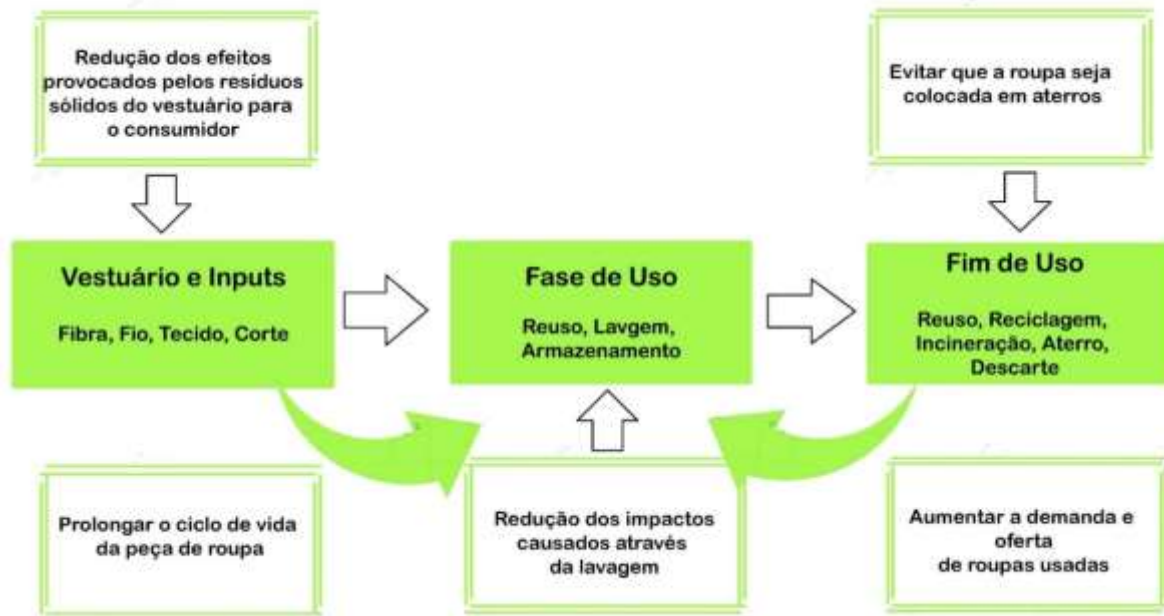 Redução dos efeitos
provocados pelos resíduos
sólidos do vestuário para
o consumidor
Evitar que a roupa seja
colocada em aterros
Vestuário e Inputs
Fibra, Fio, Tecido, Corte
Fase de Uso
Reuso, Lavgem,
Armazenamento
Fim de Uso
Reuso, Reciclagem,
Incineração, Aterro,
Descarte
Prolongar o ciclo de vida
da peça de roupa
Redução dos impactos
causados através
da lavagem
Aumentar a demanda e
oferta
de roupas usadas